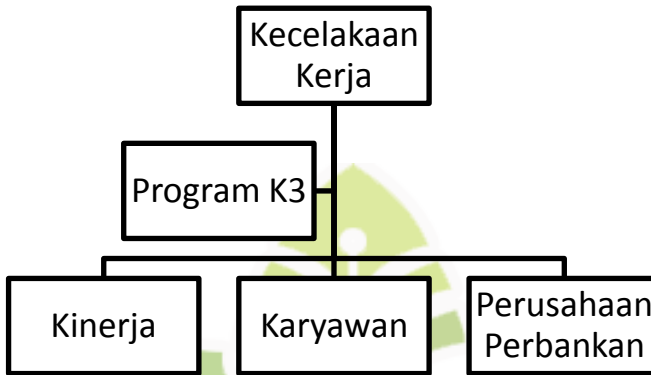 Kecelakaan
Kerja
Program K3
Kinerja
Karyawan
Perusahaan
Perbankan